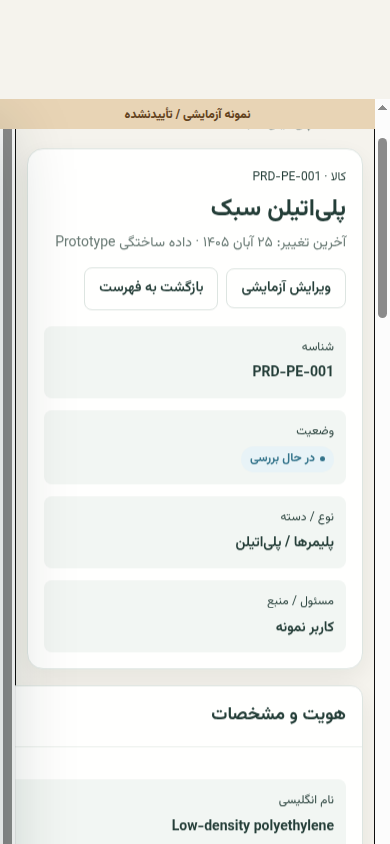 نمونه آزمایشی / تأییدنشده
کالا · PRD-PE-001
پلی‌اتیلن سبک
آخرین تغییر: ۲۵ آبان ۱۴۰۵ · داده ساختگی Prototype
ویرایش آزمایشی
بازگشت به فهرست
شناسه
PRD-PE-001
وضعیت
در حال بررسی
نوع / دسته
پلیمرها / پلی‌اتیلن
مسئول / منبع
کاربر نمونه
هویت و مشخصات
نام انگلیسی
Low-density polyethylene